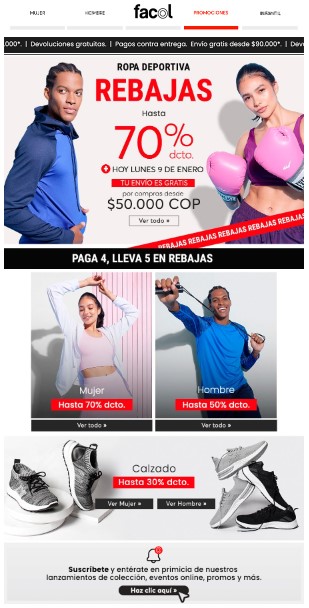 MUJER
HOMBRE
facol
PROMOCIONES
.000*. | Devoluciones gratuitas. | Pagos contra entrega. Envío gratis desde $90.000*. | Dev
ROPA DEPORTIVA
REBAJAS
Hasta
70%
dcto.
HOY LUNES 9 DE ENERO
TU ENVÍO ES GRATIS
por compras desde
$50.000 COP
Ver todo »
REBAJAS REBAJAS REBAJAS REBAJAS REBAJAS
PAGA 4, LLEVA 5 EN REBAJAS
Mujer
Hasta 70% dcto.
Ver todo »
Hombre
Hasta 50% dcto.
Ver todo »
Calzado
Hasta 30% dcto.
Ver Mujer »
Ver Hombre »
Suscríbete y entérate en primicia de nuestros
lanzamientos de colección, eventos online, promos y más.
Haz clic aquí »